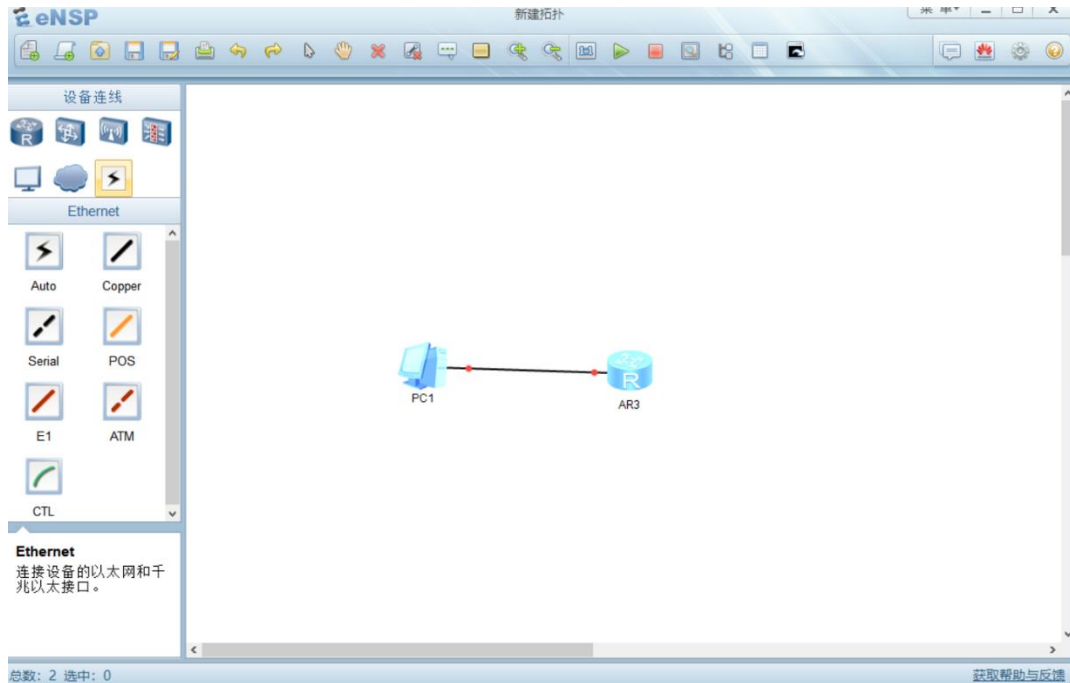 eNSP
新建拓扑
菜 单
设备连线
R
Ethernet
Auto
Copper
Serial
POS
E1
ATM
CTL
Ethernet
连接设备的以太网和千
兆以太接口。
PC1
R
AR3
总数: 2 选中: 0
获取帮助与反馈